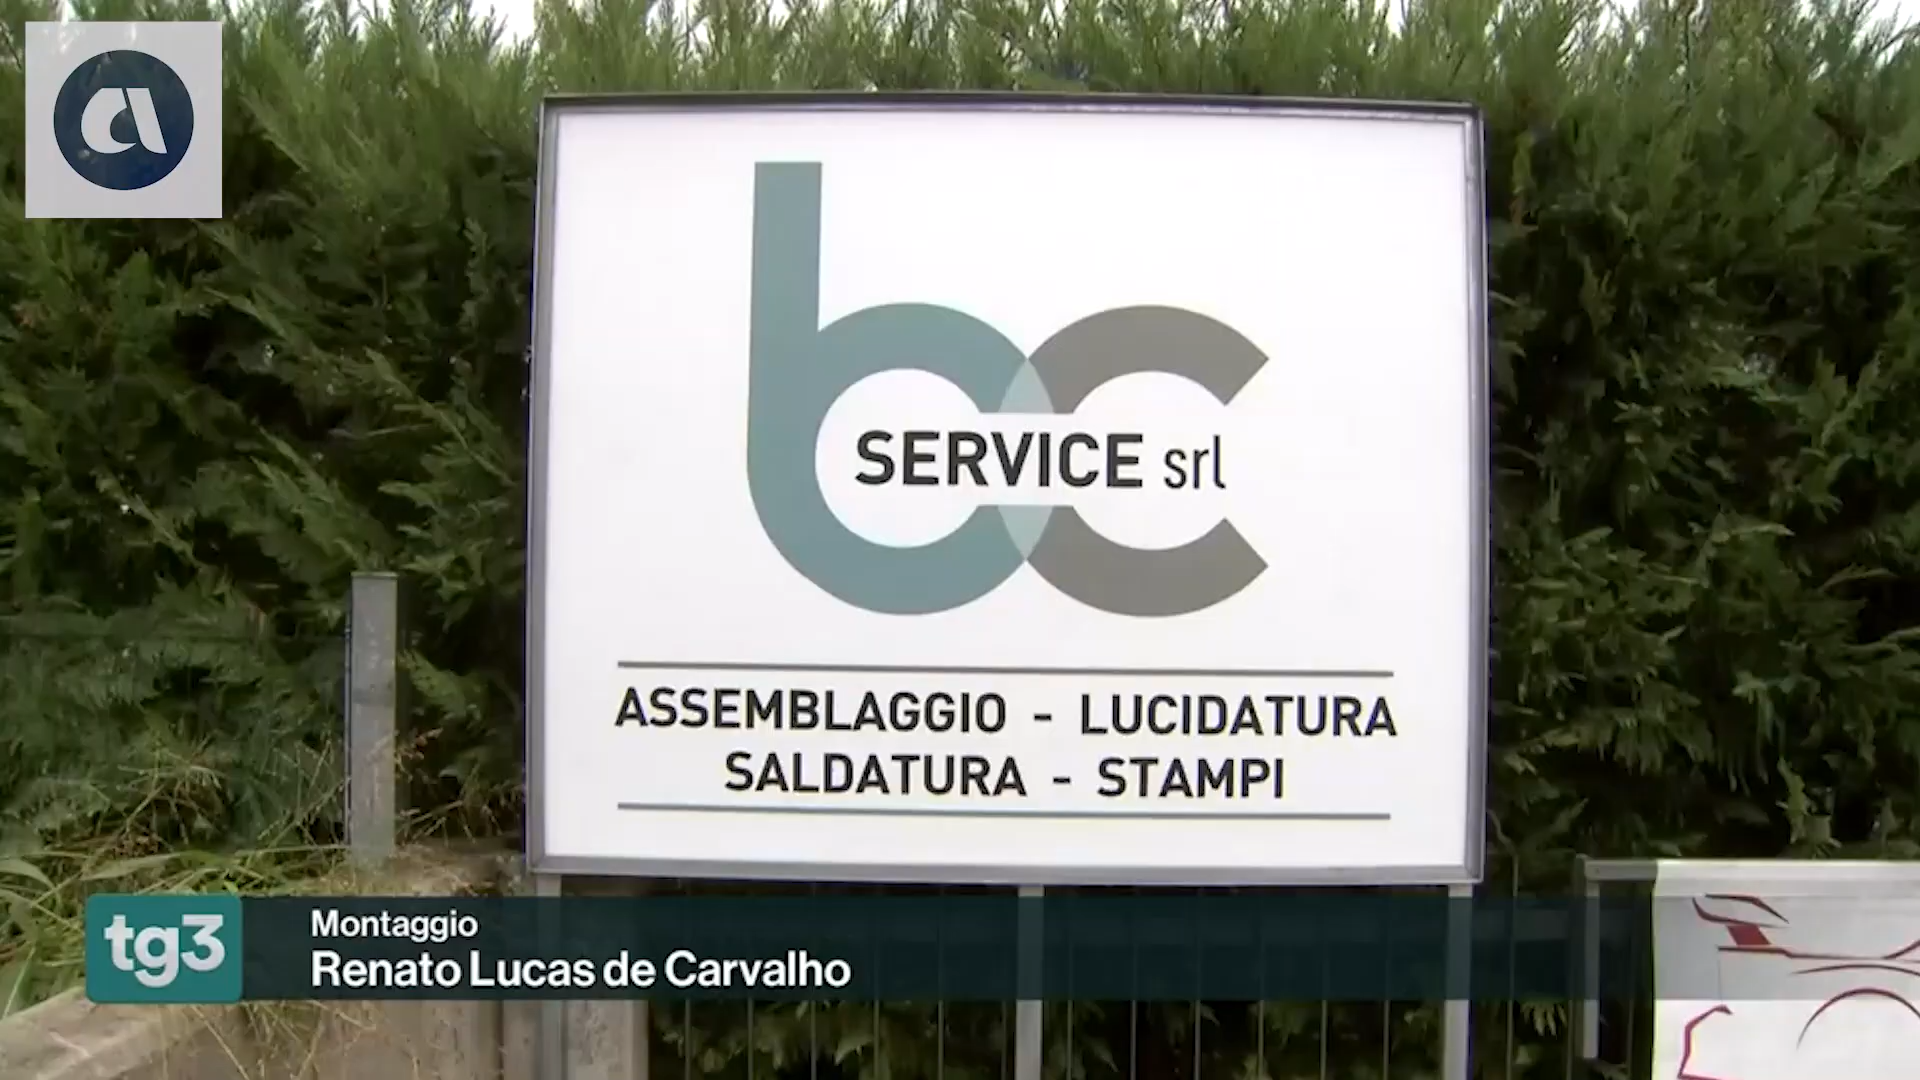 bc
SERVICE srl
ASSEMBLAGGIO - LUCIDATURA
SALDATURA - STAMPI
tg3
Montaggio
Renato Lucas de Carvalho